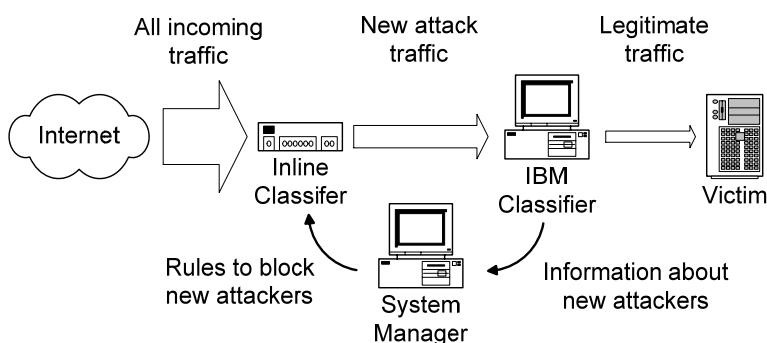 All incoming
traffic
New attack
traffic
Legitimate
traffic
Internet
Inline
Classifer
IBM
Classifier
Victim
Rules to block
new attackers
System
Manager
Information about
new attackers